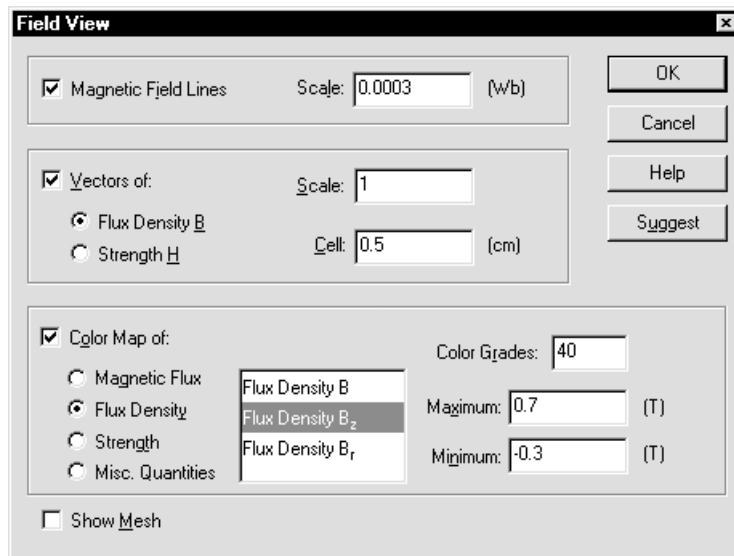 Field View
Magnetic Field Lines
Scale: 0.0003 (Wb)
OK
Cancel
Help
Suggest
Vectors of:
Flux Density B
Strength H
Scale: 1
Cell: 0.5 (cm)
Color Map of:
Magnetic Flux
Flux Density
Strength
Misc. Quantities
Flux Density B
Flux Density Bz
Flux Density Br
Color Grades: 40
Maximum: 0.7 (T)
Minimum: -0.3 (T)
Show Mesh